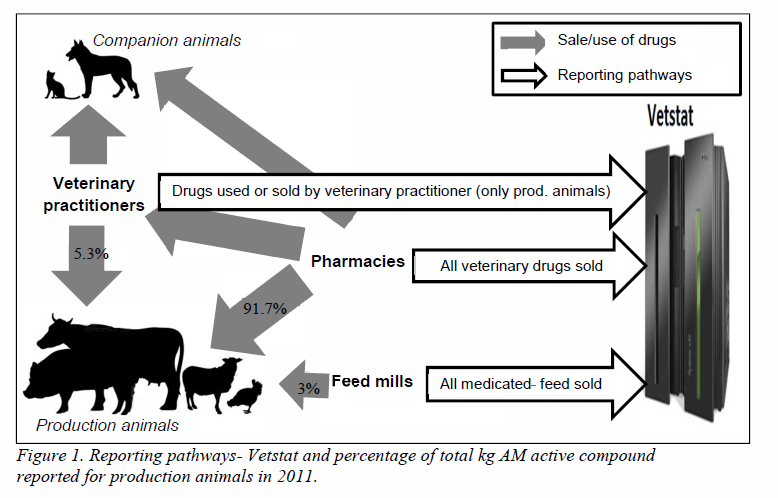 Companion animals
Sale/use of drugs
Reporting pathways
Vetstat
Veterinary
practitioners
Drugs used or sold by veterinary practitioner (only prod. animals)
5.3%
Pharmacies
All veterinary drugs sold
91.7%
Feed mills
All medicated- feed sold
3%
Production animals
Figure 1. Reporting pathways- Vetstat and percentage of total kg AM active compound
reported for production animals in 2011.